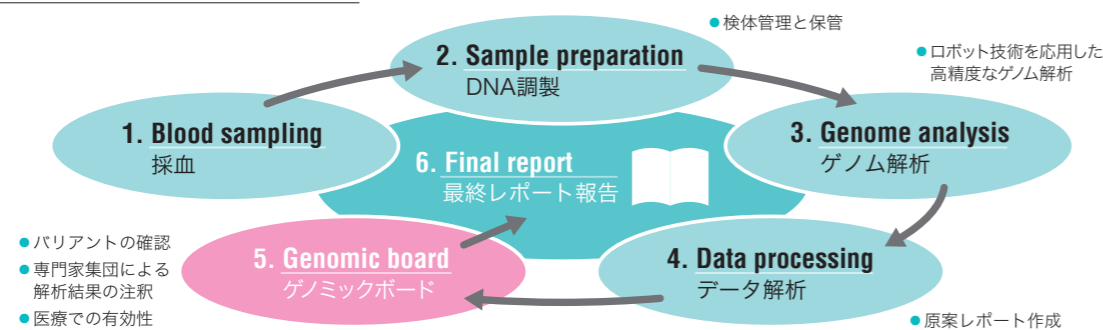 1. Blood sampling
採血
2. Sample preparation
DNA調製
●検体管理と保管
3. Genome analysis
ゲノム解析
●ロボット技術を応用した
高精度なゲノム解析
4. Data processing
データ解析
●原案レポート作成
5. Genomic board
ゲノミックボード
●バリアントの確認
●専門家集団による
解析結果の注釈
●医療での有効性
6. Final report
最終レポート報告